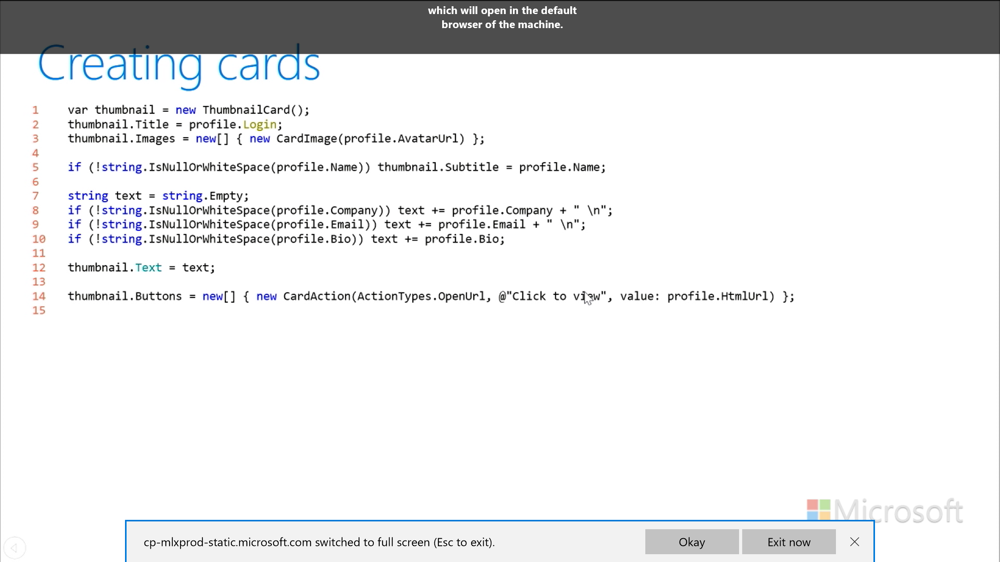 which will open in the default
browser of the machine.
Creating cards
1 var thumbnail = new ThumbnailCard();
2 thumbnail.Title = profile.Login;
3 thumbnail.Images = new[] { new CardImage(profile.AvatarUrl) };
4
5 if (!string.IsNullOrWhiteSpace(profile.Name)) thumbnail.Subtitle = profile.Name;
6
7 string text = string.Empty;
8 if (!string.IsNullOrWhiteSpace(profile.Company)) text += profile.Company + " \n";
9 if (!string.IsNullOrWhiteSpace(profile.Email)) text += profile.Email + " \n";
10 if (!string.IsNullOrWhiteSpace(profile.Bio)) text += profile.Bio;
11
12 thumbnail.Text = text;
13
14 thumbnail.Buttons = new[] { new CardAction(ActionTypes.OpenUrl, @"Click to view", value: profile.HtmlUrl) };
15
Microsoft
cp-mlxprod-static.microsoft.com switched to full screen (Esc to exit).
Okay
Exit now